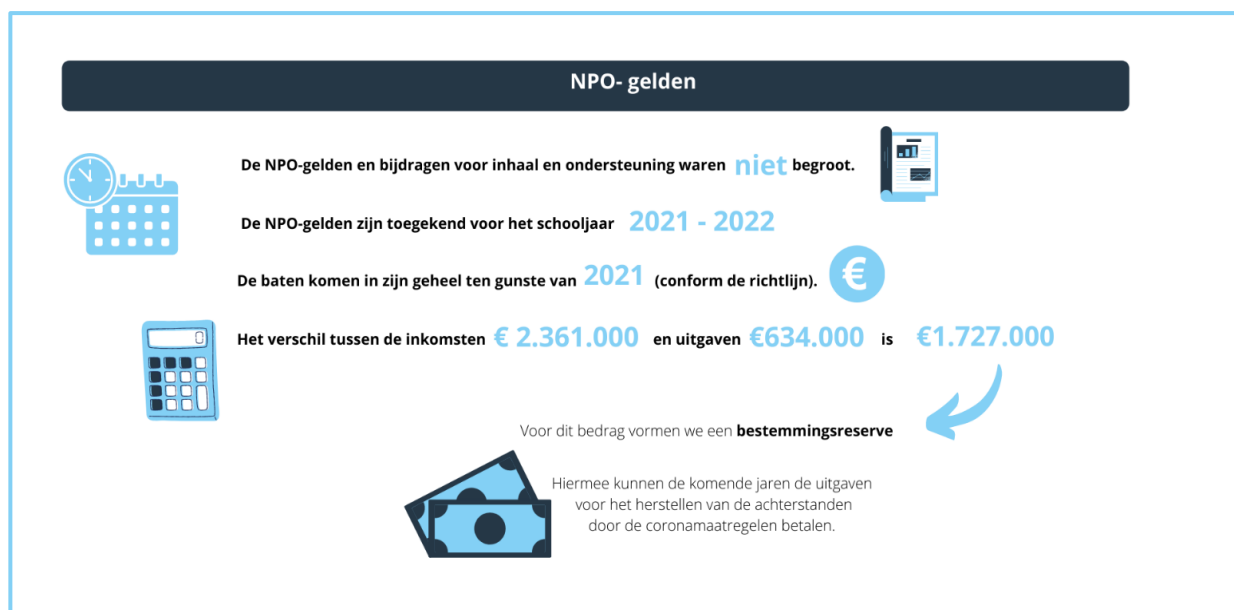 NPO- gelden
De NPO-gelden en bijdragen voor inhaal en ondersteuning waren niet begroot.
De NPO-gelden zijn toegekend voor het schooljaar 2021 - 2022
De baten komen in zijn geheel ten gunste van 2021 (conform de richtlijn). €
0
Het verschil tussen de inkomsten € 2.361.000 en uitgaven €634.000 is €1.727.000
Voor dit bedrag vormen we een bestemmingsreserve
Hiermee kunnen de komende jaren de uitgaven
voor het herstellen van de achterstanden
door de coronamaatregelen betalen.